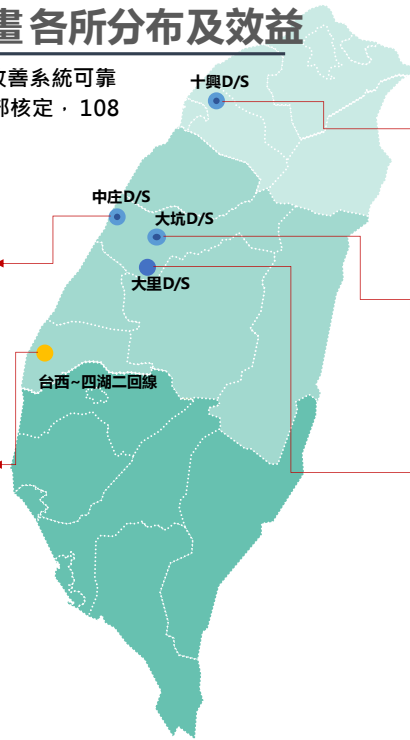 畫各所分布及效益
改善系統可靠
部核定，108
十興D/S
中庄D/S
大坑D/S
大里D/S
台西~四湖二回線